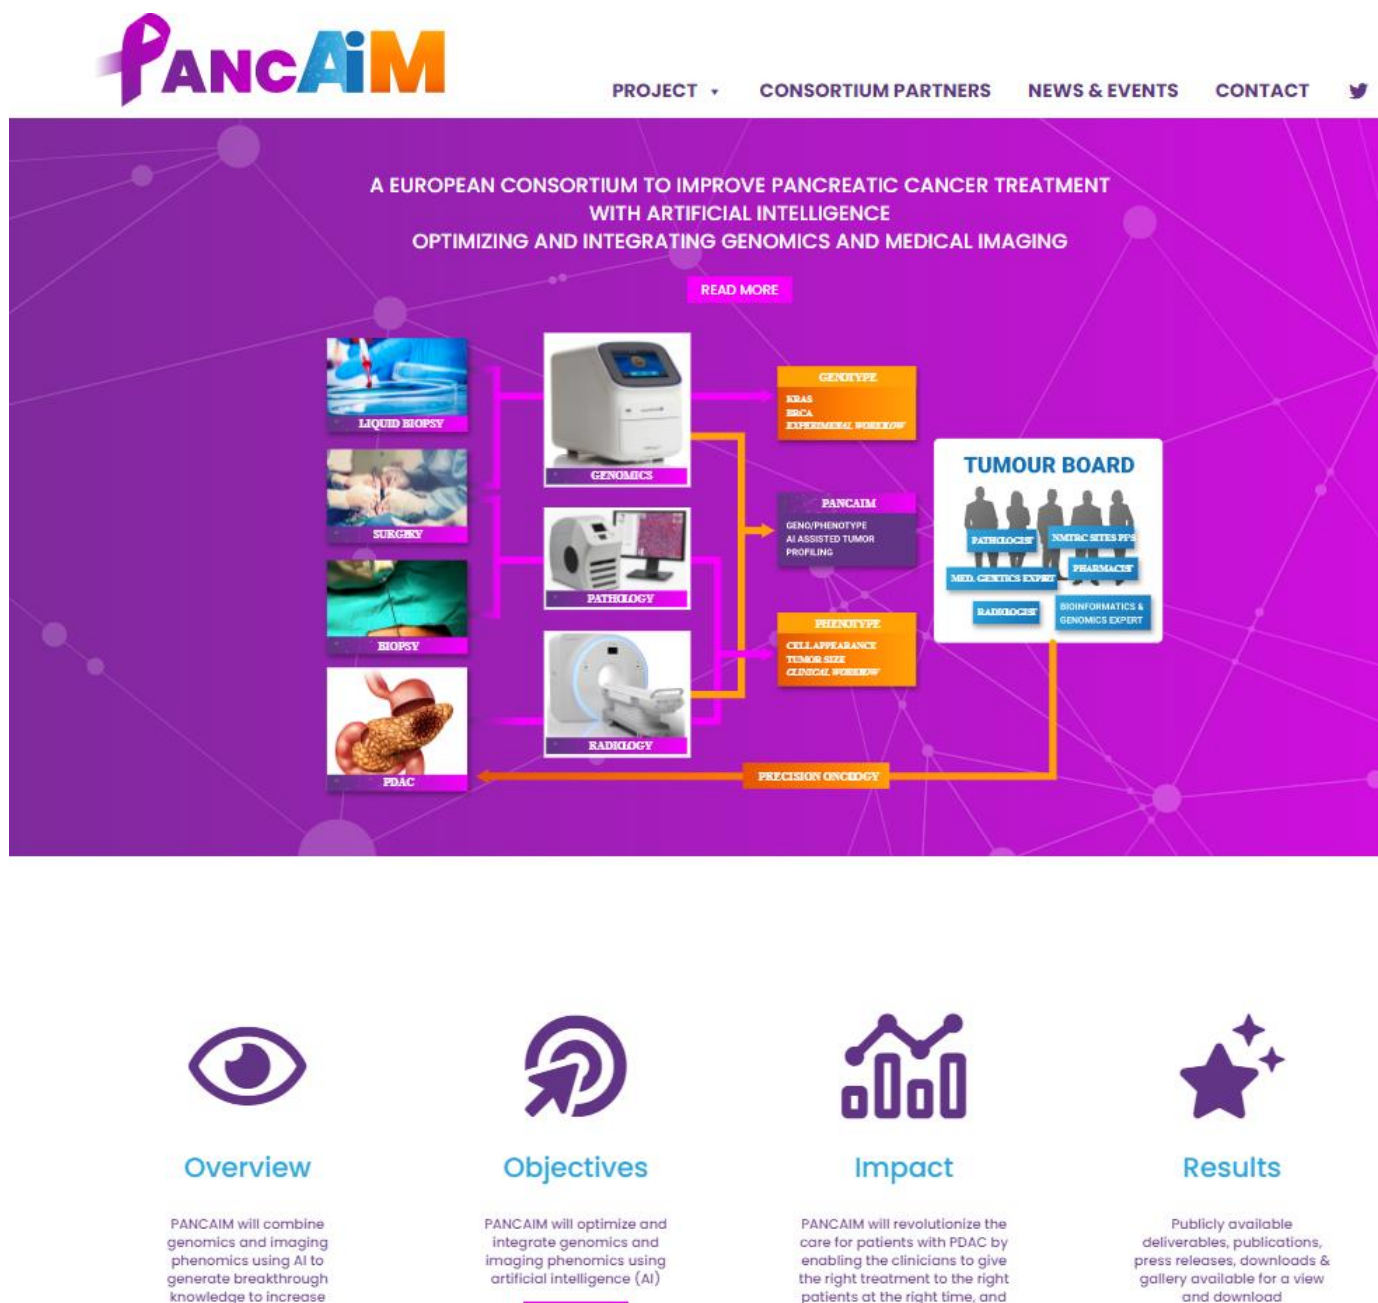 PANCAiM
PROJECT
CONSORTIUM PARTNERS
NEWS & EVENTS
CONTACT
A EUROPEAN CONSORTIUM TO IMPROVE PANCREATIC CANCER TREATMENT
WITH ARTIFICIAL INTELLIGENCE
OPTIMIZING AND INTEGRATING GENOMICS AND MEDICAL IMAGING
READ MORE
LIQUID BIOPSY
SURGERY
BIOPSY
PDAC
GENOMICS
PATHOLOGY
RADIOLOGY
GENOTYPE
KRAS
BRCA
EXPERIMENTAL WORKFLOW
PANCAIM
GENO/PHENOTYPE
AI ASSISTED TUMOR
PROFILING
PHENOTYPE
CELL APPEARANCE
TUMOR SIZE
CLINICAL WORKFLOW
TUMOUR BOARD
PATHOLOGIST
NMTRC SITES PPS
PHARMACIST
MED. GENETICS EXPERT
RADIOLOGIST
BIOINFORMATICS &
GENOMICS EXPERT
PRECISION ONCOLOGY
Overview
PANCAIM will combine
genomics and imaging
phenomics using AI to
generate breakthrough
knowledge to increase
Objectives
PANCAIM will optimize and
integrate genomics and
imaging phenomics using
artificial intelligence (AI)
Impact
PANCAIM will revolutionize the
care for patients with PDAC by
enabling the clinicians to give
the right treatment to the right
patients at the right time, and
Results
Publicly available
deliverables, publications,
press releases, downloads &
gallery available for a view
and download